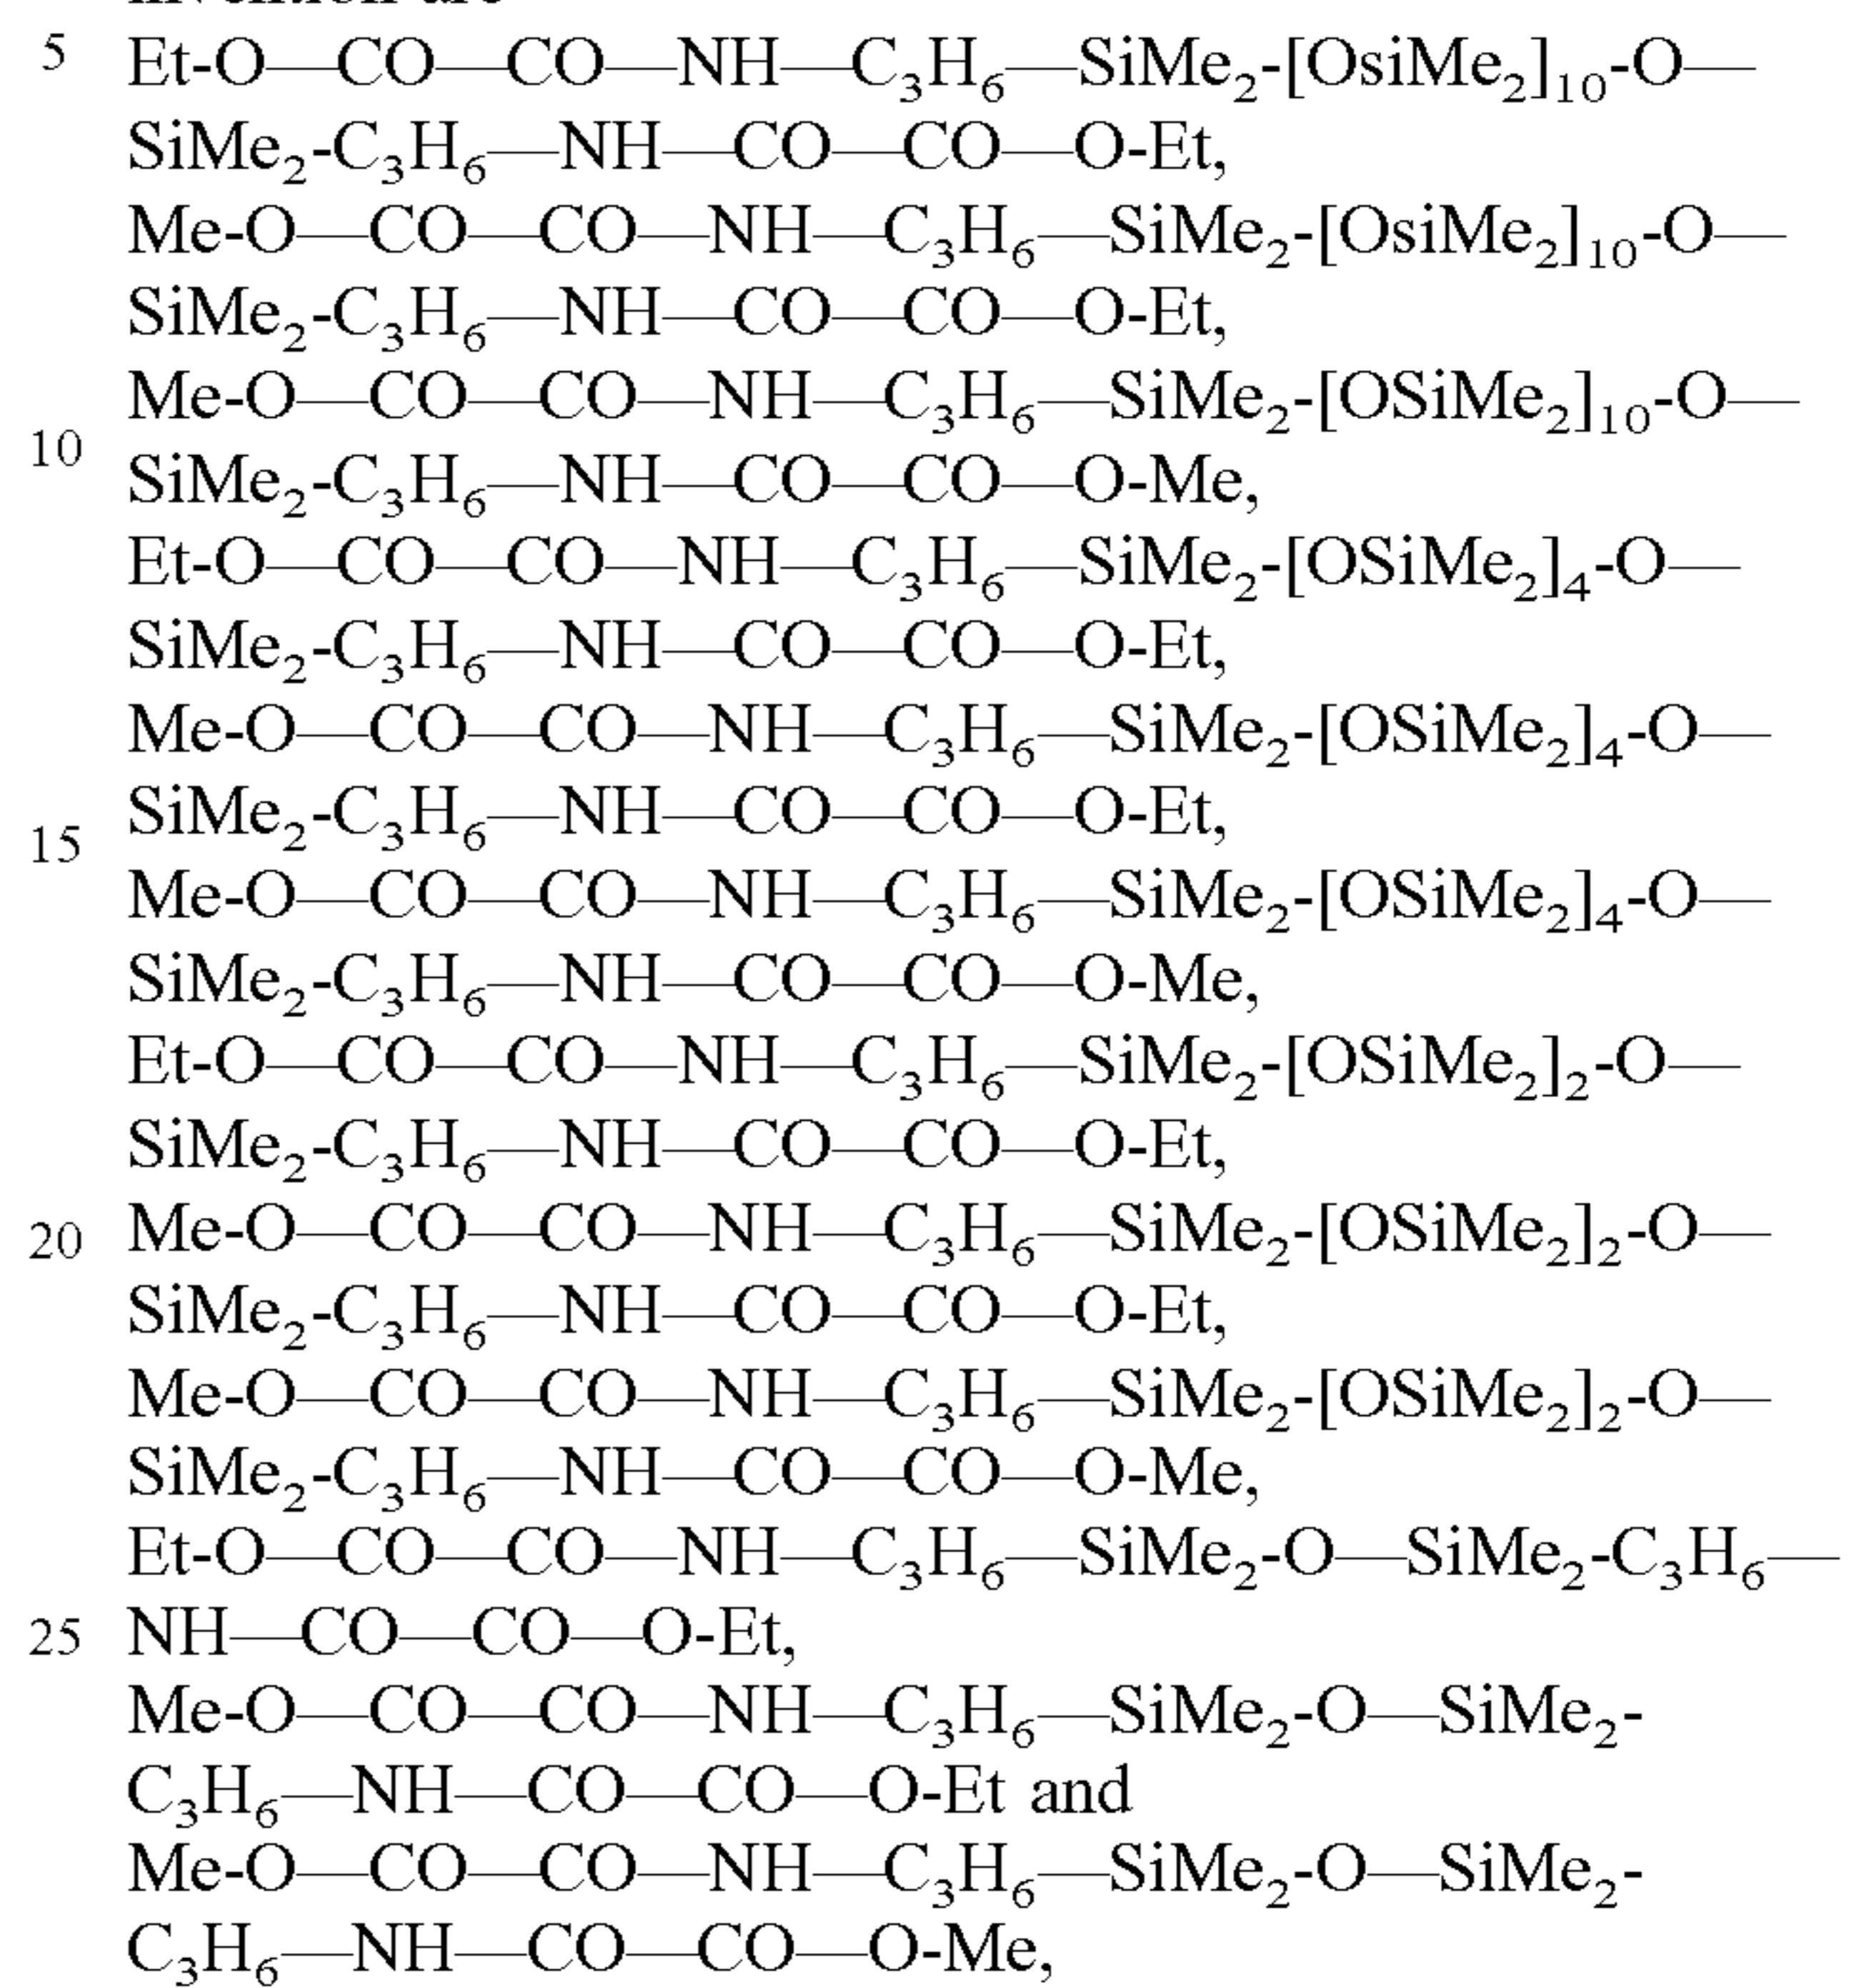 5 Et-O—CO—CO—NH—C₃H₆—SiMe₂-[OsiMe₂]₁₀-O—
SiMe₂-C₃H₆—NH—CO—CO—O-Et,
Me-O—CO—CO—NH—C₃H₆—SiMe₂-[OsiMe₂]₁₀-O—
SiMe₂-C₃H₆—NH—CO—CO—O-Et,
Me-O—CO—CO—NH—C₃H₆—SiMe₂-[OSiMe₂]₁₀-O—
10 SiMe₂-C₃H₆—NH—CO—CO—O-Me,
Et-O—CO—CO—NH—C₃H₆—SiMe₂-[OSiMe₂]₄-O—
SiMe₂-C₃H₆—NH—CO—CO—O-Et,
Me-O—CO—CO—NH—C₃H₆—SiMe₂-[OSiMe₂]₄-O—
15 SiMe₂-C₃H₆—NH—CO—CO—O-Et,
Me-O—CO—CO—NH—C₃H₆—SiMe₂-[OSiMe₂]₄-O—
SiMe₂-C₃H₆—NH—CO—CO—O-Me,
Et-O—CO—CO—NH—C₃H₆—SiMe₂-[OSiMe₂]₂-O—
SiMe₂-C₃H₆—NH—CO—CO—O-Et,
20 Me-O—CO—CO—NH—C₃H₆—SiMe₂-[OSiMe₂]₂-O—
SiMe₂-C₃H₆—NH—CO—CO—O-Et,
Me-O—CO—CO—NH—C₃H₆—SiMe₂-[OSiMe₂]₂-O—
SiMe₂-C₃H₆—NH—CO—CO—O-Me,
Et-O—CO—CO—NH—C₃H₆—SiMe₂-O—SiMe₂-C₃H₆—
25 NH—CO—CO—O-Et,
Me-O—CO—CO—NH—C₃H₆—SiMe₂-O—SiMe₂-
C₃H₆—NH—CO—CO—O-Et and
Me-O—CO—CO—NH—C₃H₆—SiMe₂-O—SiMe₂-
C₃H₆—NH—CO—CO—O-Me,